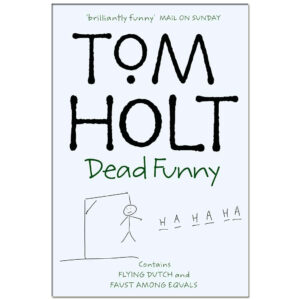 'brilliantly funny' MAIL ON SUNDAY
TOM
HOLT
Dead Funny
HA HA HA
Contains
FLYING DUTCH and
FAUST AMONG EQUALS